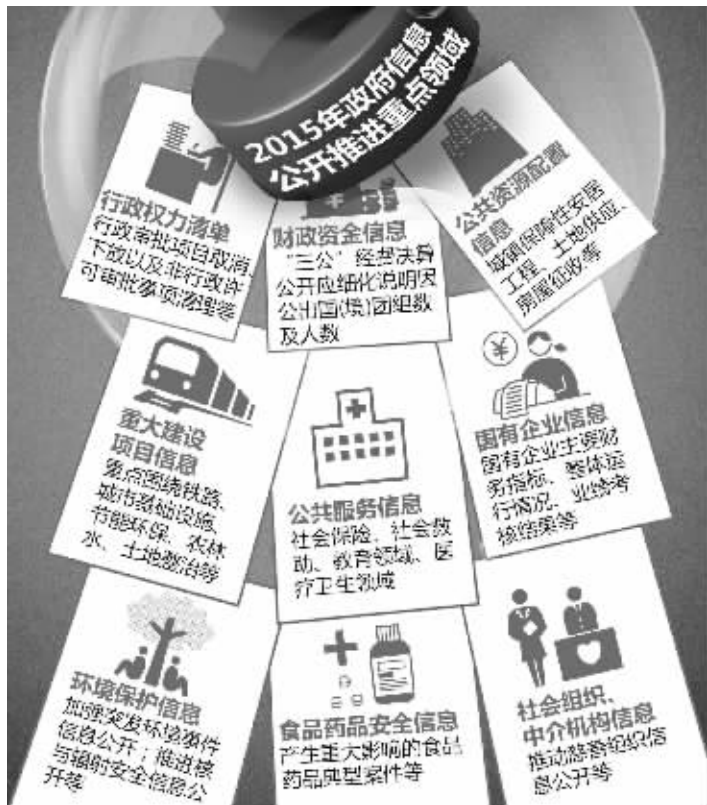 2015年政府信息
公开推进重点领域
行政权力清单
行政审批项目取消、
下放以及非行政许
可审批事项清理等
财政资金信息
“三公”经费决算
公开应细化说明因
公出国(境)团组数
及人数
公共资源配置
信息
城镇保障性安居
工程、土地供应、
房屋征收等
重大建设
项目信息
重点围绕铁路、
城市基础设施、
节能环保、农林
水、土地整治等
公共服务信息
社会保险、社会救
助、教育领域、医
疗卫生领域
国有企业信息
国有企业主要财
务指标、整体运
行情况、业绩考
核结果等
环境保护信息
加强突发环境事件
信息公开；推进核
与辐射安全信息公
开等
食品药品安全信息
产生重大影响的食品
药品典型案件等
社会组织、
中介机构信息
推动慈善组织信
息公开等